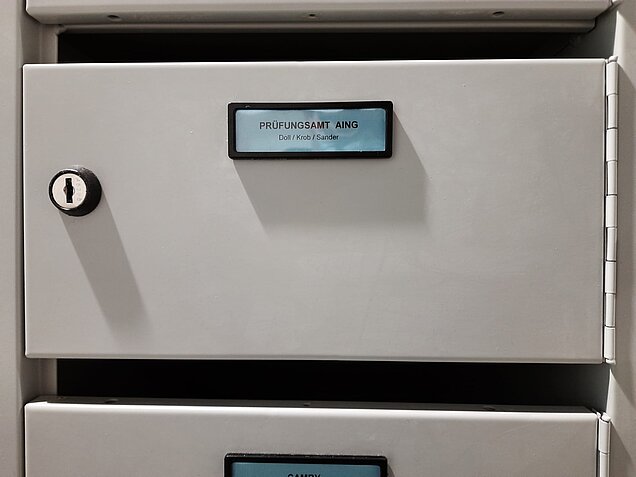 PRÜFUNGSAMT AING
Doll / Krob / Sander